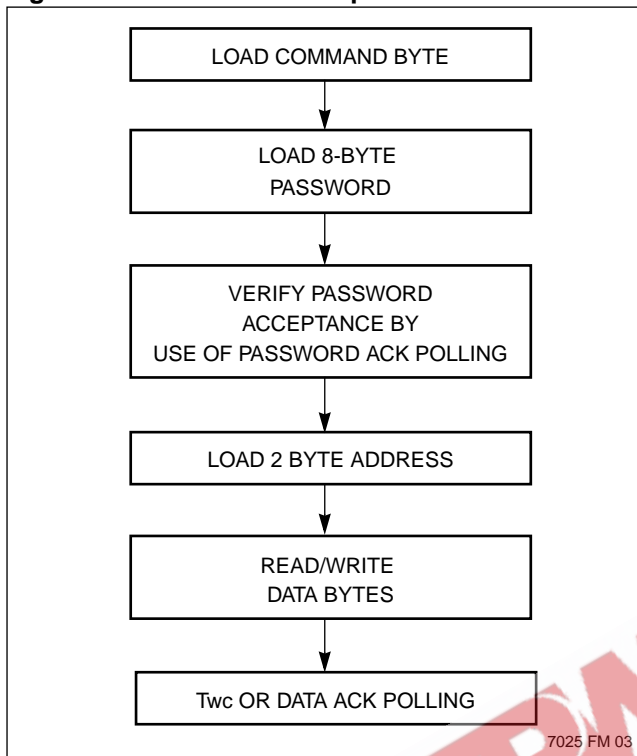 LOAD COMMAND BYTE
LOAD 8-BYTE
PASSWORD
VERIFY PASSWORD
ACCEPTANCE BY
USE OF PASSWORD ACK POLLING
LOAD 2 BYTE ADDRESS
READ/WRITE
DATA BYTES
Twc OR DATA ACK POLLING
7025 FM 03